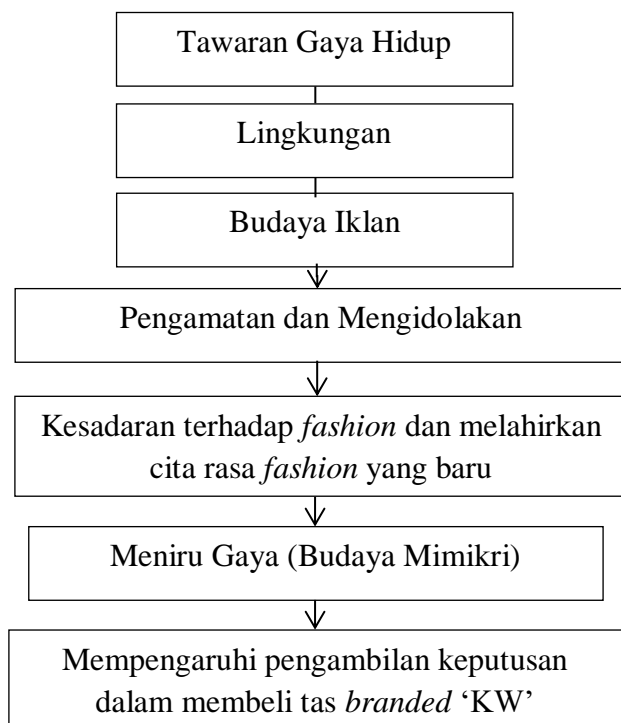 Tawaran Gaya Hidup
Lingkungan
Budaya Iklan
Pengamatan dan Mengidolakan
Kesadaran terhadap fashion dan melahirkan
cita rasa fashion yang baru
Meniru Gaya (Budaya Mimikri)
Mempengaruhi pengambilan keputusan
dalam membeli tas branded ‘KW’